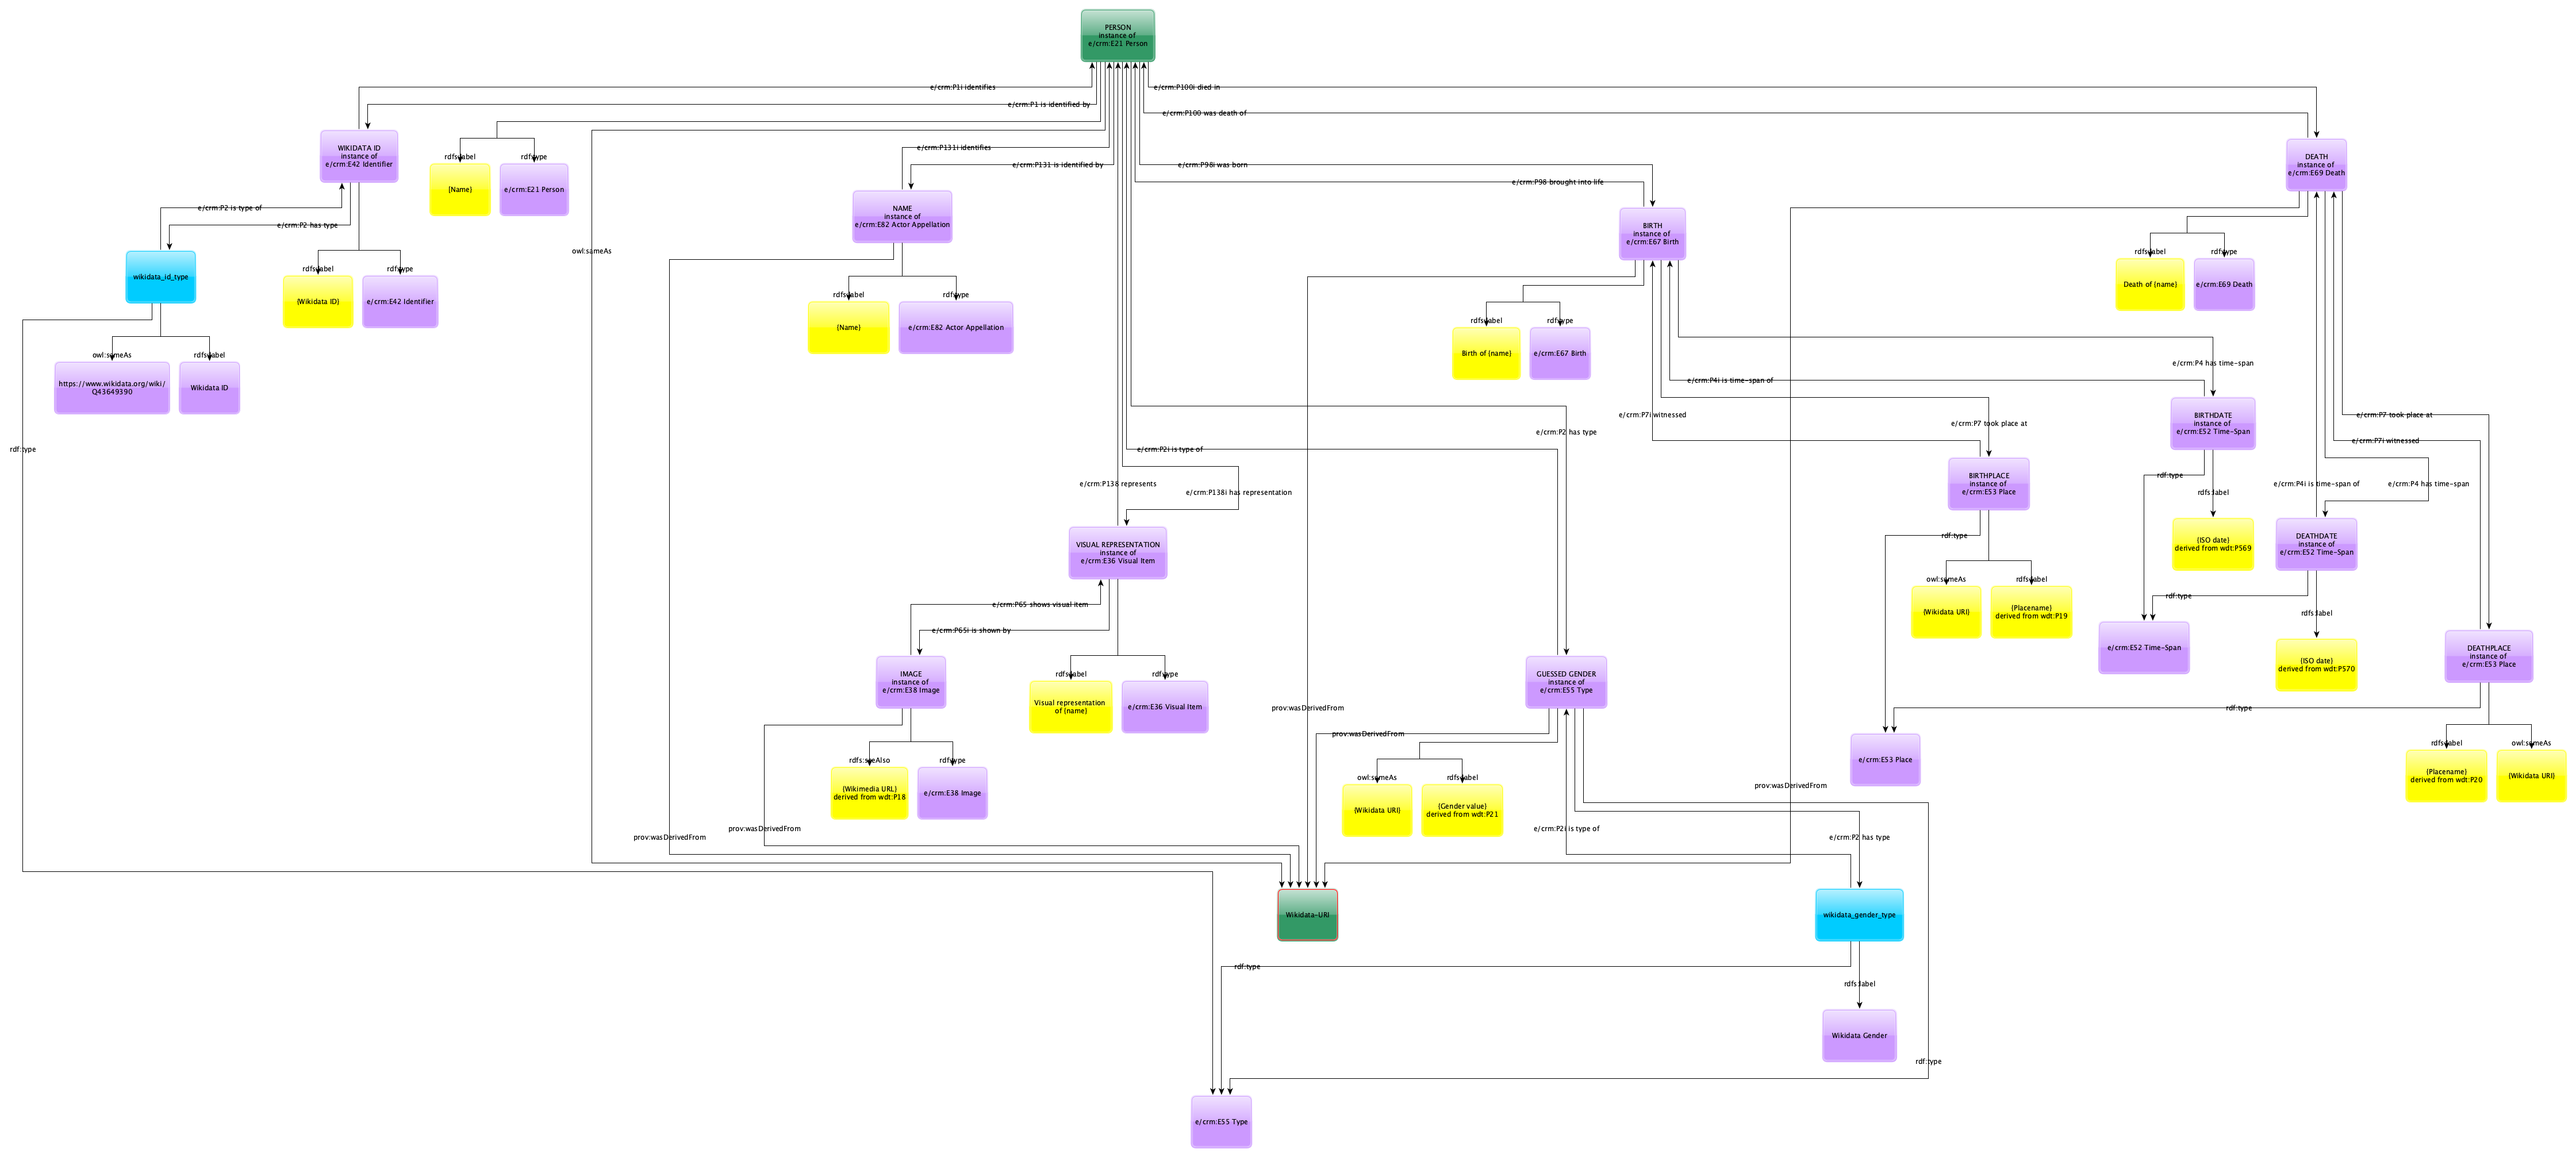 PERSON
instance of
e/crm:E21 Person
e/crm:P1i identifies
e/crm:P100i died in
e/crm:P1 is identified by
e/crm:P100 was death of
WIKIDATA ID
instance of
e/crm:E42 Identifier
rdfs:label
rdf:type
{Name}
e/crm:E21 Person
e/crm:P131i identifies
e/crm:P131 is identified by
e/crm:P98i was born
e/crm:P98 brought into life
DEATH
instance of
e/crm:E69 Death
e/crm:P2 is type of
e/crm:P2 has type
NAME
instance of
e/crm:E82 Actor Appellation
BIRTH
instance of
e/crm:E67 Birth
owl:sameAs
rdfs:label
rdf:type
Death of {name}
e/crm:E69 Death
wikidata_id_type
rdfs:label
rdf:type
{Wikidata ID}
e/crm:E42 Identifier
rdfs:label
rdf:type
{Name}
e/crm:E82 Actor Appellation
rdfs:label
rdf:type
Birth of {name}
e/crm:E67 Birth
owl:sameAs
rdfs:label
https://www.wikidata.org/wiki/
Q43649390
Wikidata ID
e/crm:P4 has time-span
e/crm:P4i is time-span of
rdf:type
e/crm:P7i witnessed
e/crm:P7 took place at
e/crm:P2 has type
e/crm:P2i is type of
BIRTHDATE
instance of
e/crm:E52 Time-Span
e/crm:P7 took place at
e/crm:P7i witnessed
e/crm:P138 represents
e/crm:P138i has representation
BIRTHPLACE
instance of
e/crm:E53 Place
rdf:type
rdfs:label
e/crm:P4i is time-span of
e/crm:P4 has time-span
VISUAL REPRESENTATION
instance of
e/crm:E36 Visual Item
rdf:type
{ISO date}
derived from wdt:P569
DEATHDATE
instance of
e/crm:E52 Time-Span
owl:sameAs
rdfs:label
{Wikidata URI}
{Placename}
derived from wdt:P19
rdf:type
rdfs:label
e/crm:P65 shows visual item
e/crm:P65i is shown by
e/crm:E52 Time-Span
{ISO date}
derived from wdt:P570
DEATHPLACE
instance of
e/crm:E53 Place
IMAGE
instance of
e/crm:E38 Image
rdfs:label
rdf:type
Visual representation
of {name}
e/crm:E36 Visual Item
GUESSED GENDER
instance of
e/crm:E55 Type
prov:wasDerivedFrom
rdf:type
prov:wasDerivedFrom
rdfs:seeAlso
rdf:type
{Wikimedia URL}
derived from wdt:P18
e/crm:E38 Image
e/crm:E53 Place
rdfs:label
owl:sameAs
{Placename}
derived from wdt:P20
{Wikidata URI}
owl:sameAs
rdfs:label
{Wikidata URI}
{Gender value}
derived from wdt:P21
prov:wasDerivedFrom
prov:wasDerivedFrom
prov:wasDerivedFrom
e/crm:P2i is type of
e/crm:P2 has type
Wikidata-URI
wikidata_gender_type
rdf:type
rdfs:label
Wikidata Gender
rdf:type
e/crm:E55 Type